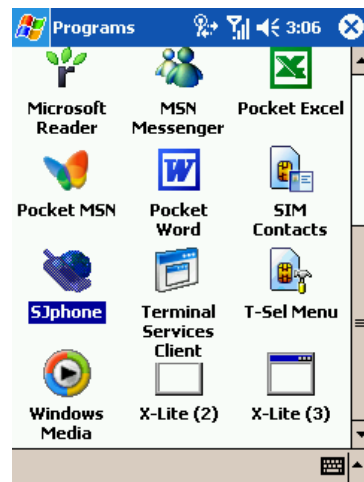 Programs 3:06
Microsoft Reader
MSN Messenger
Pocket Excel
Pocket MSN
Pocket Word
SIM Contacts
SJphone
Terminal Services Client
T-Sel Menu
Windows Media
X-Lite (2)
X-Lite (3)